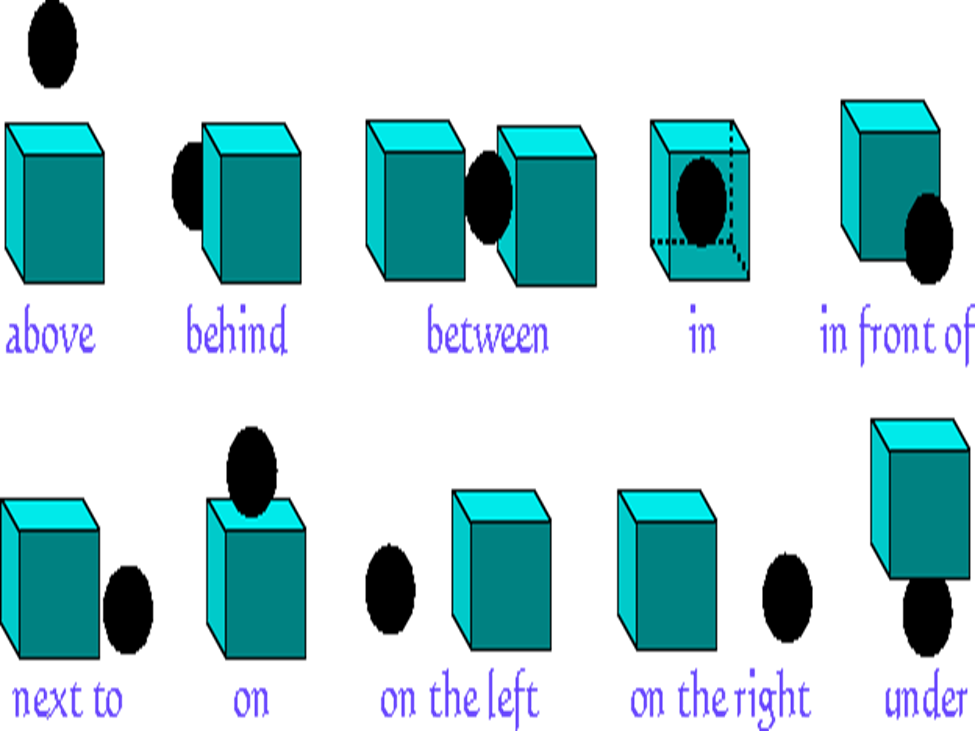 above behind between in in front of
next to on on the left on the right under